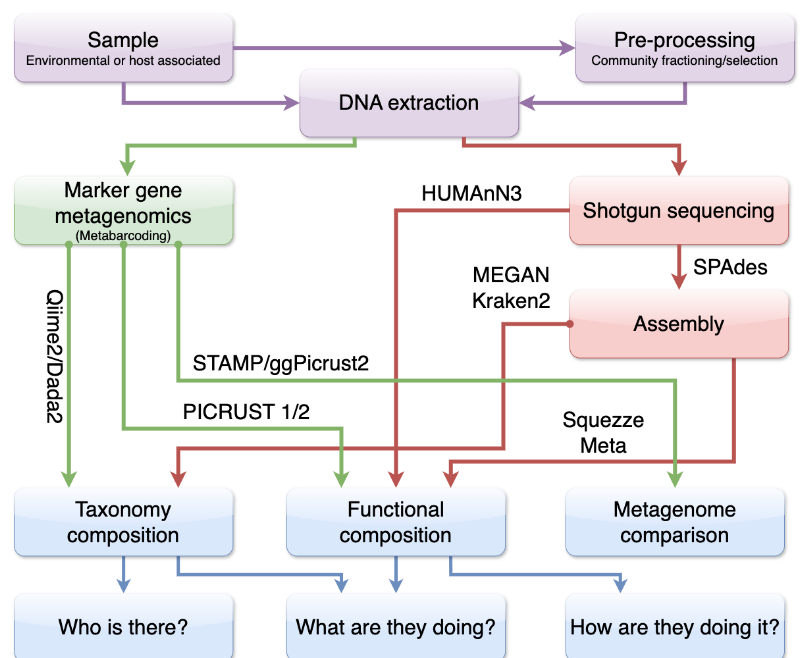 Sample
Environmental or host associated
Pre-processing
Community fractioning/selection
DNA extraction
Marker gene
metagenomics
(Metabarcoding)
HUMAnN3
Shotgun sequencing
SPAdes
MEGAN
Kraken2
Assembly
Qiime2/Dada2
STAMP/ggPicrust2
PICRUST 1/2
Squezze
Meta
Taxonomy
composition
Functional
composition
Metagenome
comparison
Who is there?
What are they doing?
How are they doing it?